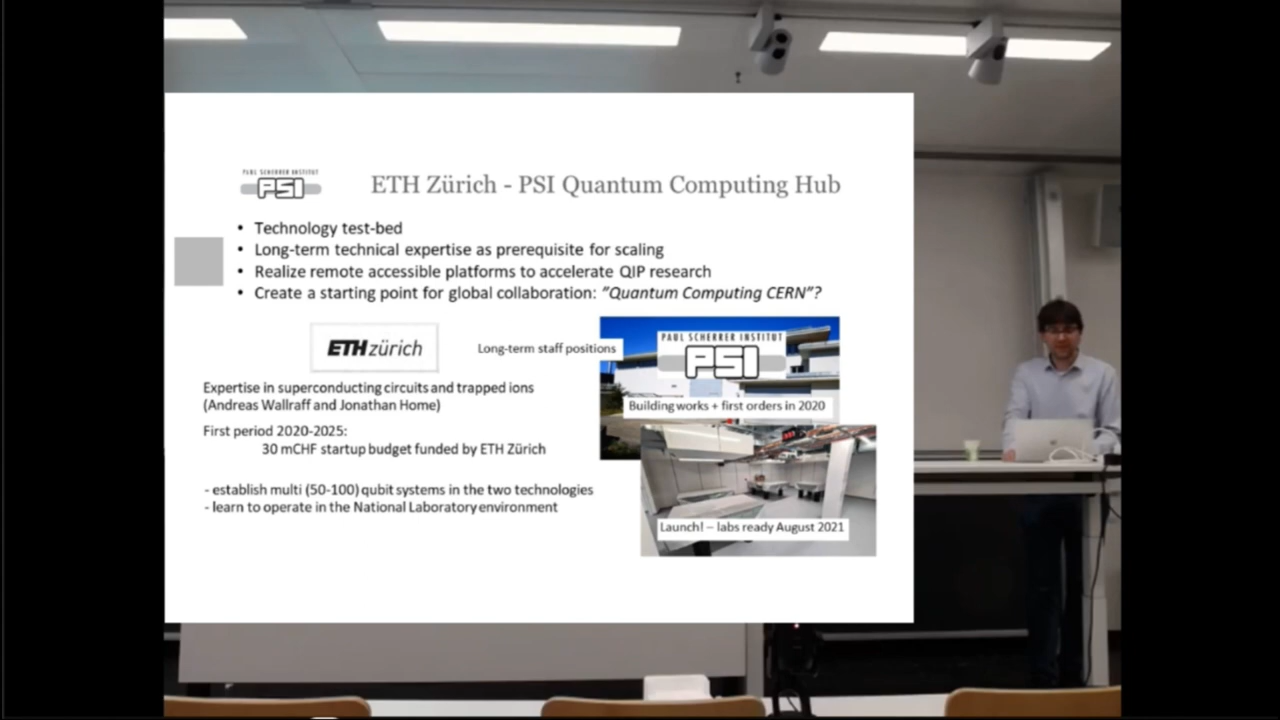 PAUL SCHERRER INSTITUT
PSI
ETH Zürich - PSI Quantum Computing Hub
• Technology test-bed
• Long-term technical expertise as prerequisite for scaling
• Realize remote accessible platforms to accelerate QIP research
• Create a starting point for global collaboration: "Quantum Computing CERN"?
ETH zürich
Long-term staff positions
PAUL SCHERRER INSTITUT
PSI
Building works + first orders in 2020
Expertise in superconducting circuits and trapped ions
(Andreas Wallraff and Jonathan Home)
First period 2020-2025:
30 mCHF startup budget funded by ETH Zürich
- establish multi (50-100) qubit systems in the two technologies
- learn to operate in the National Laboratory environment
Launch! – labs ready August 2021